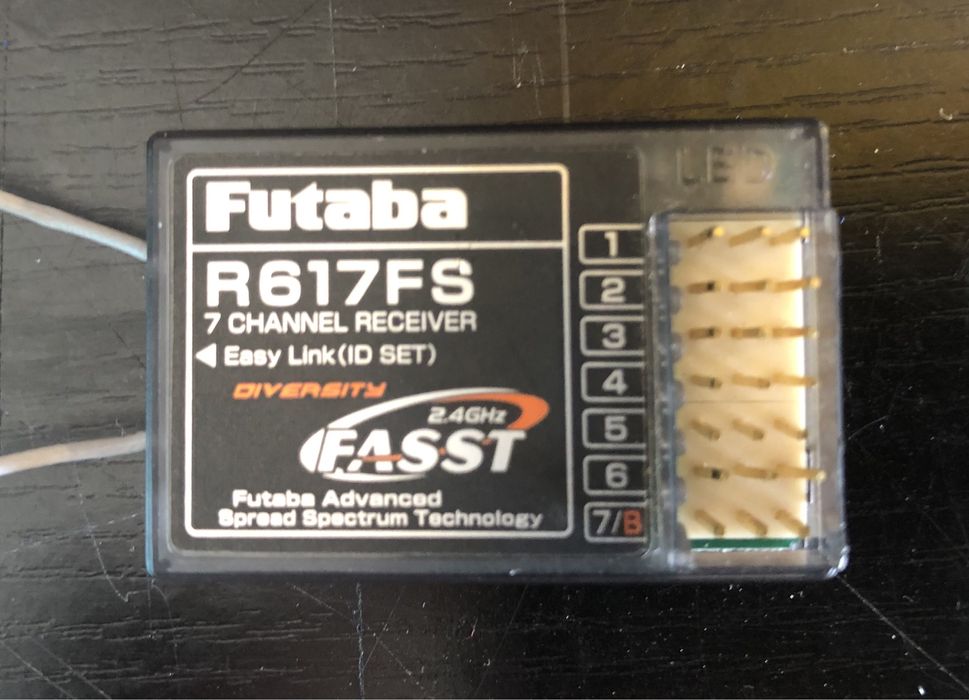 LED
Futaba
R617FS
7 CHANNEL RECEIVER
Easy Link(ID SET)
DIVERSITY
2.4GHz
FASST
Futaba Advanced
Spread Spectrum Technology
1
2
3
4
5
6
7/B